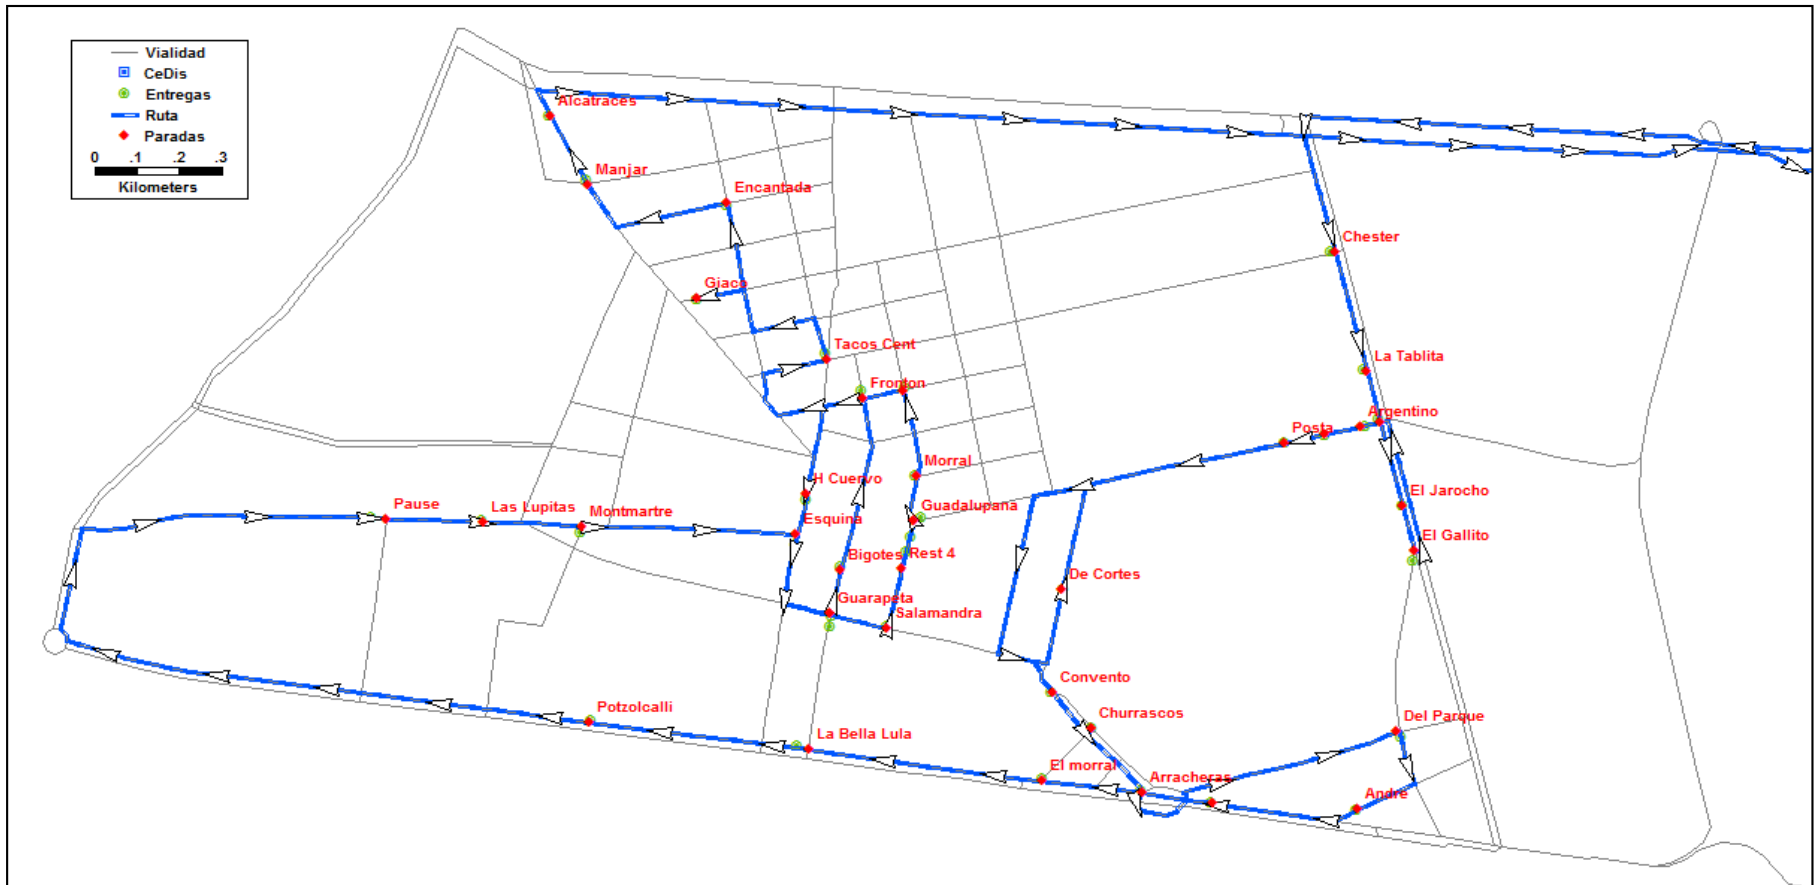 Vialidad
CeDis
Entregas
Ruta
Paradas
0 .1 .2 .3
Kilometers
Alcatraces
Manjar
Encantada
Chester
Giaco
Tacos Cent
La Tablita
Fronton
Argentino
Posta
Morral
H Cuervo
El Jarocho
Pause
Las Lupitas
Montmartre
Guadalupana
Esquina
El Gallito
Bigotes
Rest 4
De Cortes
Guarapeta
Salamandra
Convento
Potzolcalli
Churrascos
Del Parque
La Bella Lula
El morral
Arracheras
Andre